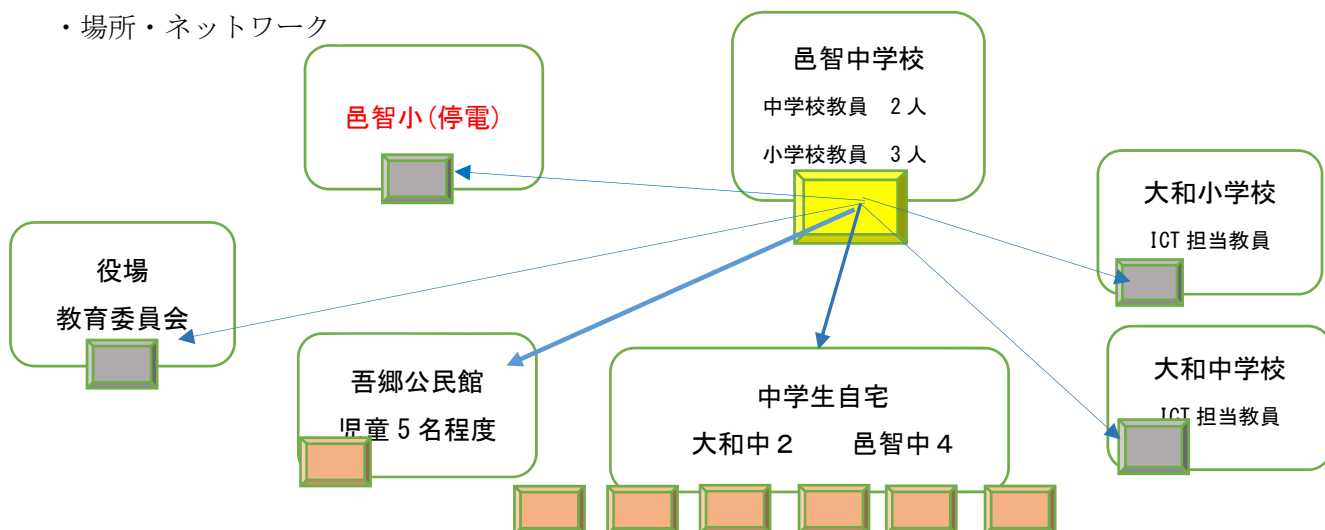 ・場所・ネットワーク
邑智小(停電)
邑智中学校
中学校教員 2人
小学校教員 3人
大和小学校
ICT担当教員
役場
教育委員会
吾郷公民館
児童5名程度
中学生自宅
大和中2 邑智中4
大和中学校
ICT担当教員